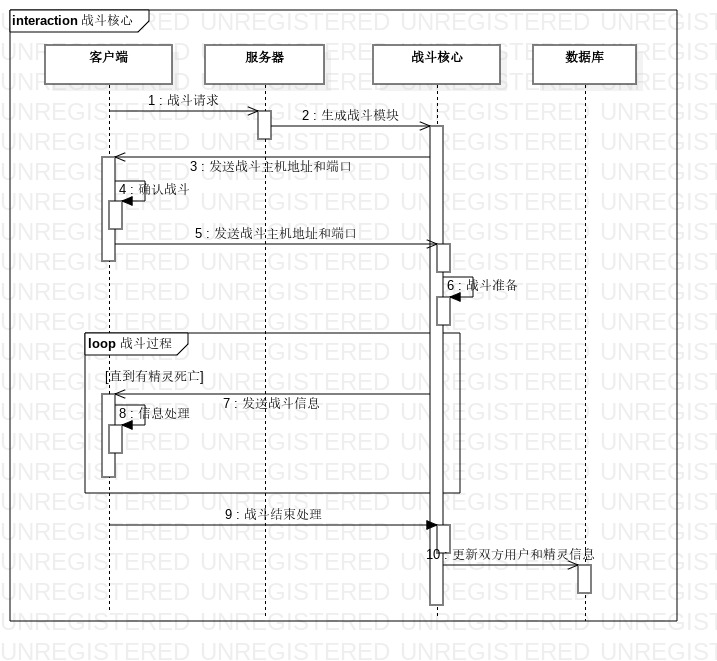 interaction 战斗核心
客户端 服务器 战斗核心 数据库
1 : 战斗请求
2 : 生成战斗模块
3 : 发送战斗主机地址和端口
4 : 确认战斗
5 : 发送战斗主机地址和端口
6 : 战斗准备
loop 战斗过程
[直到有精灵死亡]
7 : 发送战斗信息
8 : 信息处理
9 : 战斗结束处理
10 : 更新双方用户和精灵信息
UNREGISTERED